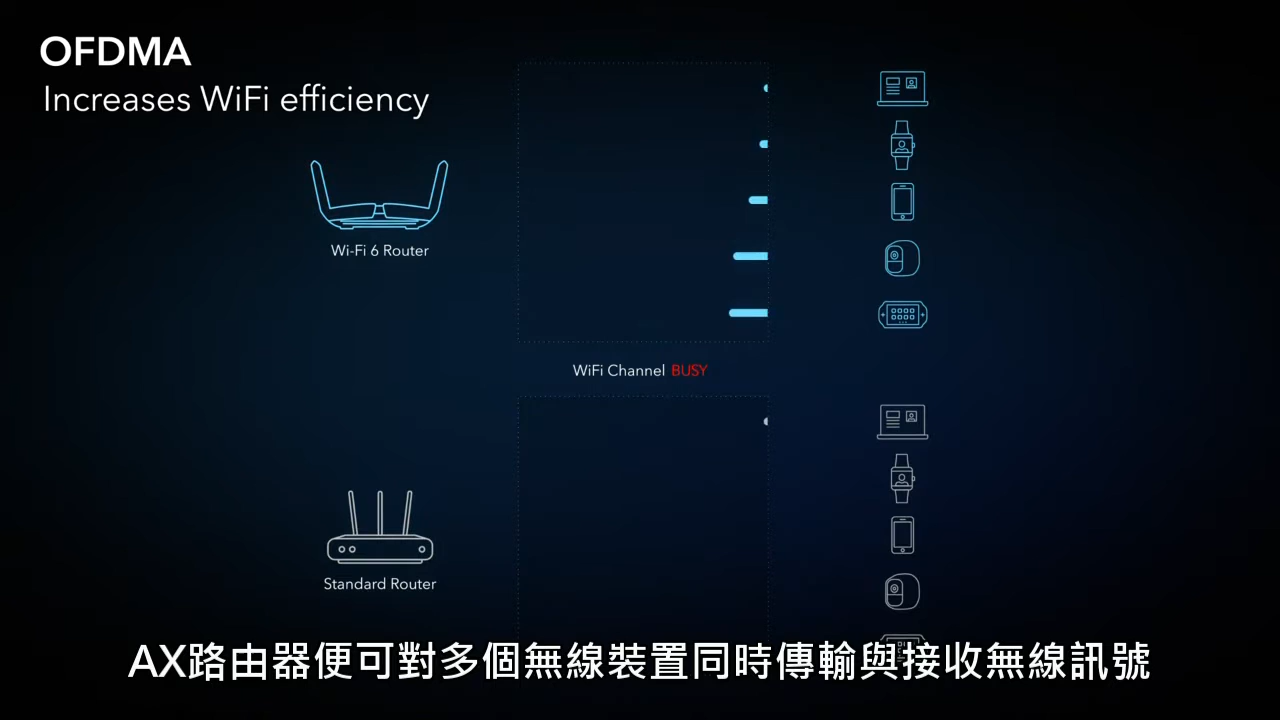 OFDMA
Increases WiFi efficiency
Wi-Fi 6 Router
WiFi Channel BUSY
Standard Router
AX路由器便可對多個無線裝置同時傳輸與接收無線訊號